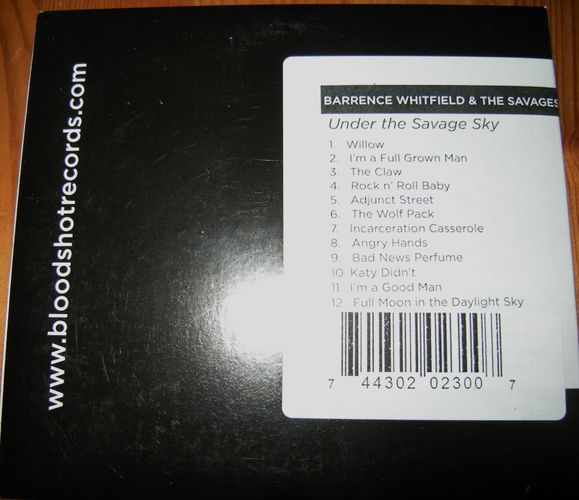 www.bloodshotrecords.com
BARRENCE WHITFIELD & THE SAVAGES
Under the Savage Sky
1. Willow
2. I'm a Full Grown Man
3. The Claw
4. Rock n' Roll Baby
5. Adjunct Street
6. The Wolf Pack
7. Incarceration Casserole
8. Angry Hands
9. Bad News Perfume
10. Katy Didn't
11. I'm a Good Man
12. Full Moon in the Daylight Sky
7 44302 02300 7